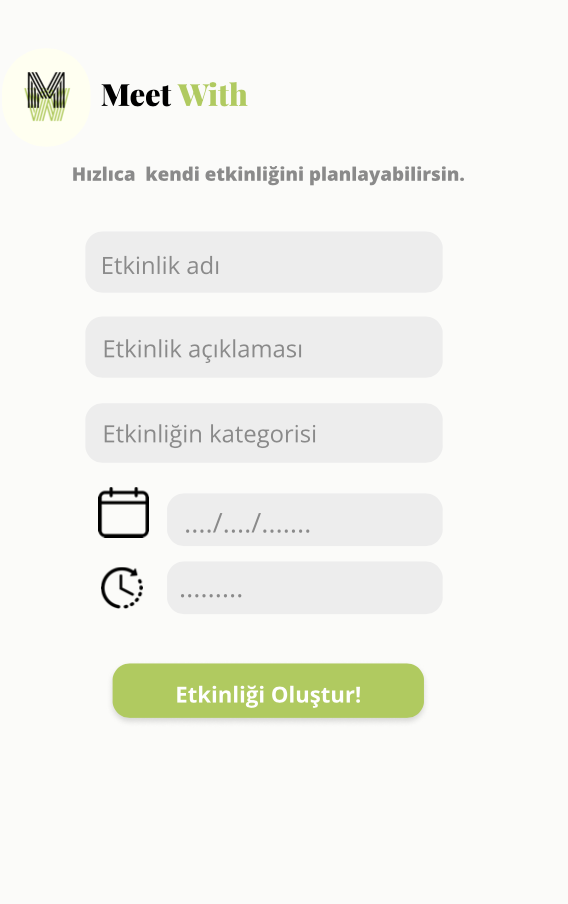 MW
Meet With
Hızlıca kendi etkinliğini planlayabilirsin.
Etkinlik adı
Etkinlik açıklaması
Etkinliğin kategorisi
..../..../.......
.........
Etkinliği Oluştur!